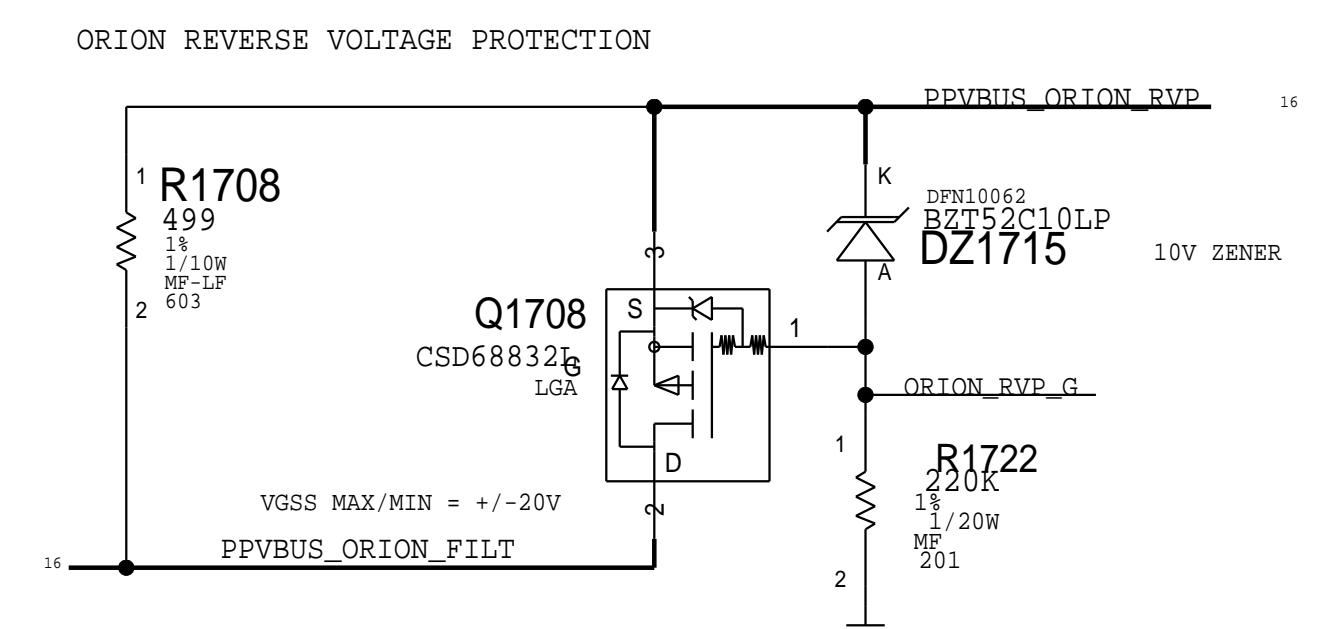 ORION REVERSE VOLTAGE PROTECTION
PPVBUS_ORION_RVP
16
1
R1708
499
1%
1/10W
MF-LF
603
2
K
DFN10062
BZT52C10LP
DZ1715
A
10V ZENER
3
Q1708
CSD68832L
G
LGA
S
1
D
2
ORION_RVP_G
1
R1722
220K
1%
1/20W
MF
201
2
VGSS MAX/MIN = +/-20V
PPVBUS_ORION_FILT
16